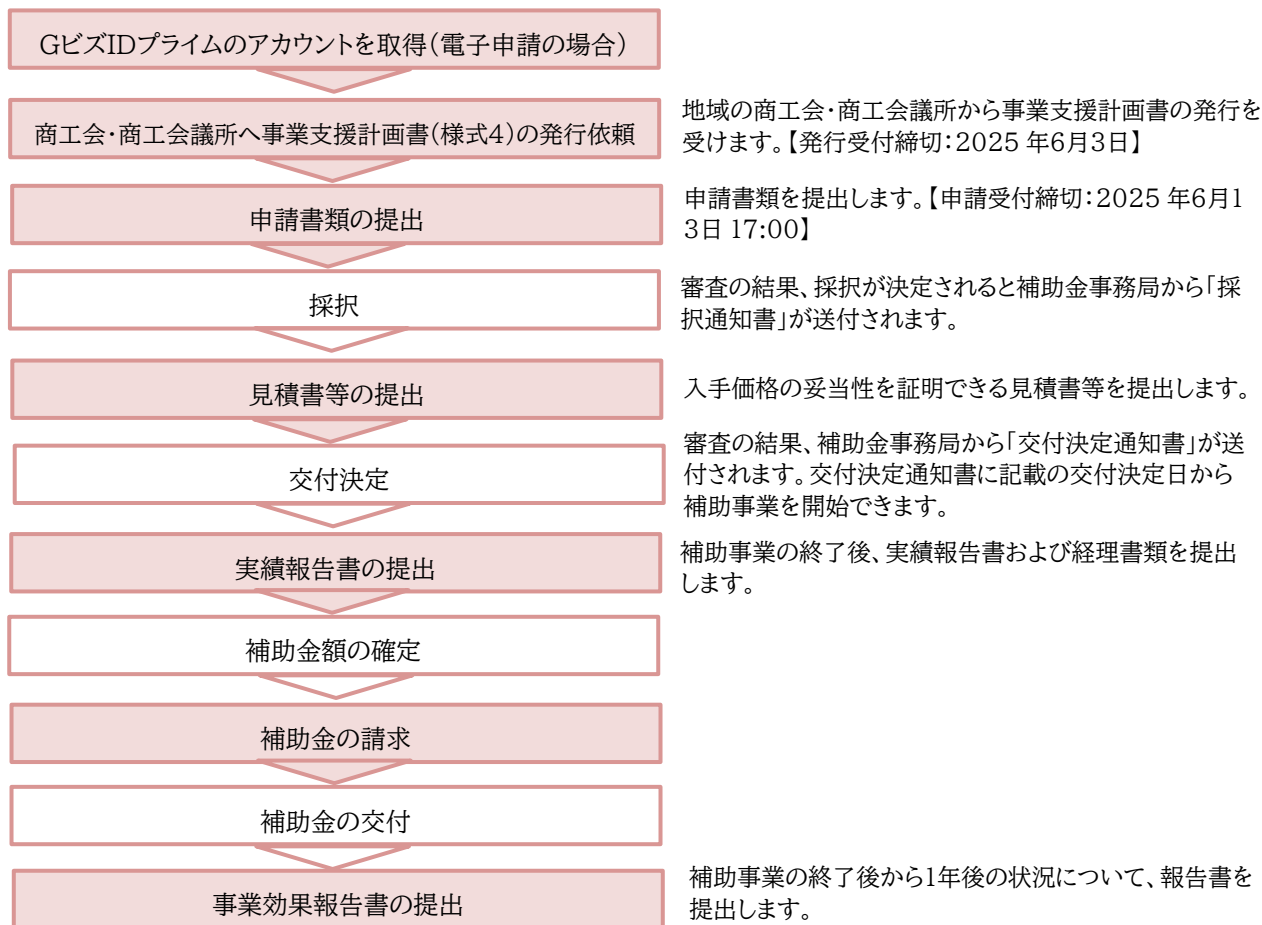 GビズIDプライムのアカウントを取得(電子申請の場合)
商工会・商工会議所へ事業支援計画書(様式4)の発行依頼
地域の商工会・商工会議所から事業支援計画書の発行を
受けます。【発行受付締切:2025 年6月3日】
申請書類の提出
申請書類を提出します。【申請受付締切:2025 年6月1
3日 17:00】
採択
審査の結果、採択が決定されると補助金事務局から「採
択通知書」が送付されます。
見積書等の提出
入手価格の妥当性を証明できる見積書等を提出します。
交付決定
審査の結果、補助金事務局から「交付決定通知書」が送
付されます。交付決定通知書に記載の交付決定日から
補助事業を開始できます。
実績報告書の提出
補助事業の終了後、実績報告書および経理書類を提出
します。
補助金額の確定
補助金の請求
補助金の交付
事業効果報告書の提出
補助事業の終了後から1年後の状況について、報告書を
提出します。